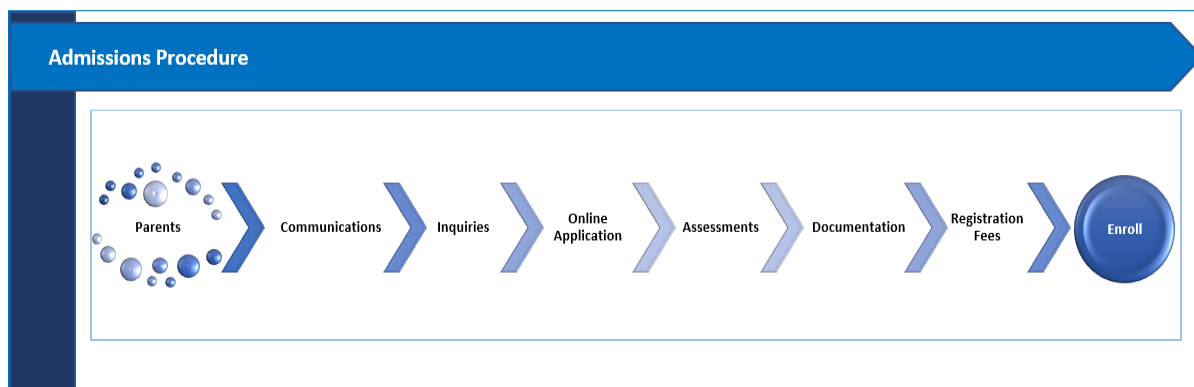 Admissions Procedure
Parents
Communications
Inquiries
Online
Application
Assessments
Documentation
Registration
Fees
Enroll